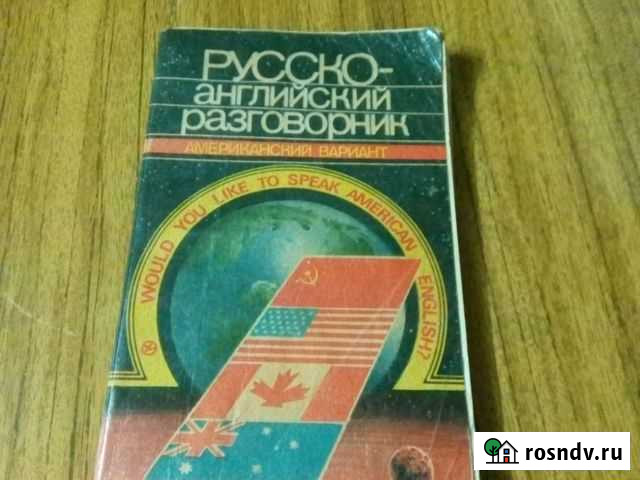 РУССКО-
английский
разговорник
АМЕРИКАНСКИЙ ВАРИАНТ
WOULD YOU LIKE TO SPEAK AMERICAN ENGLISH?
rosndv.ru